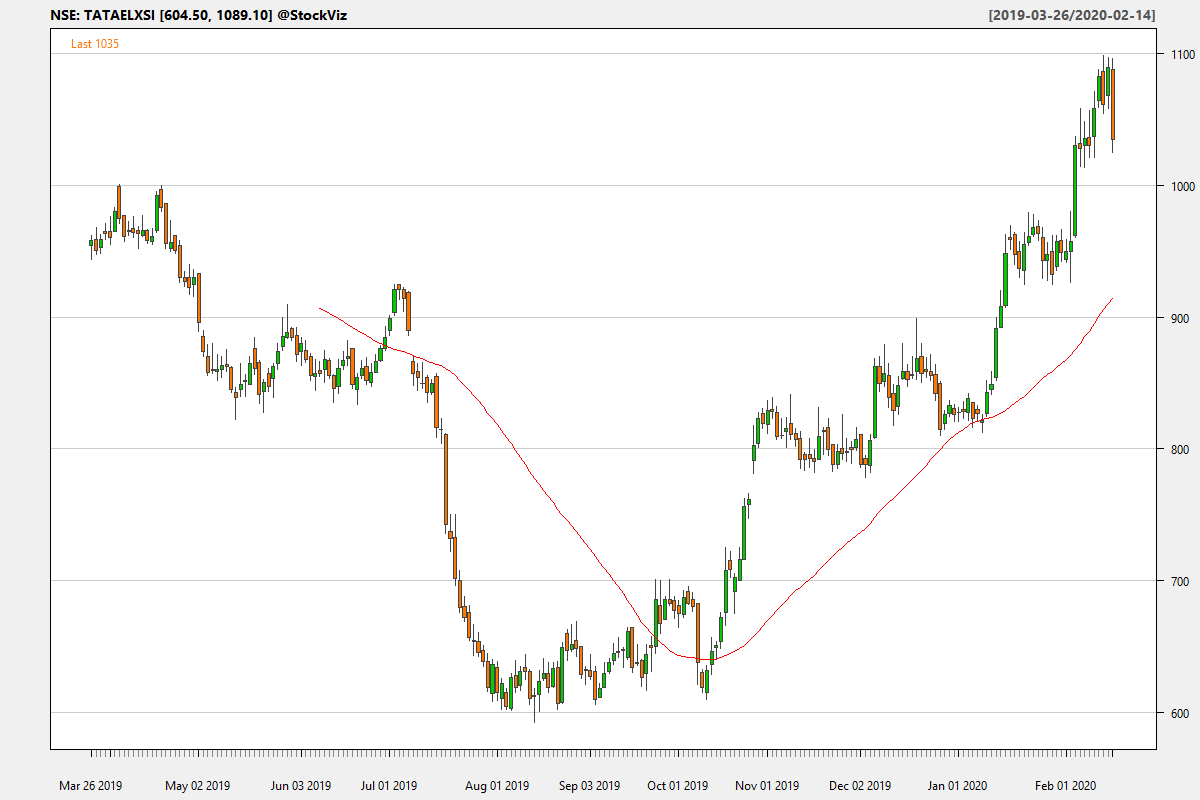 NSE: TATAELXSI [604.50, 1089.10] @StockViz
[2019-03-26/2020-02-14]
Last 1035
1100
1000
900
800
700
600
Mar 26 2019 May 02 2019 Jun 03 2019 Jul 01 2019 Aug 01 2019 Sep 03 2019 Oct 01 2019 Nov 01 2019 Dec 02 2019 Jan 01 2020 Feb 01 2020